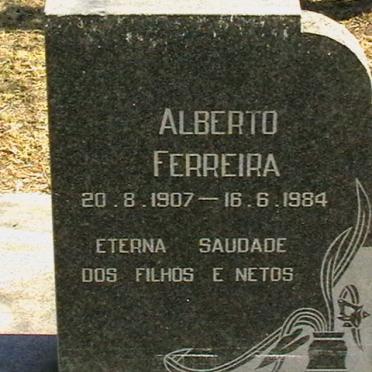 ALBERTO
FERREIRA
20.8.1907—16.6.1984
ETERNA SAUDADE
DOS FILHOS E NETOS